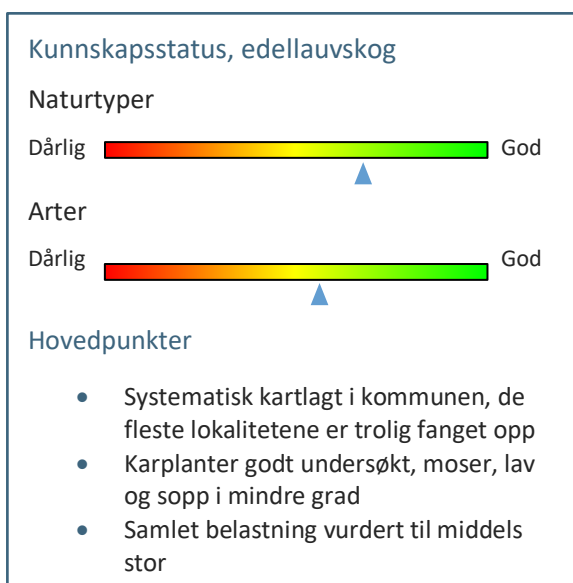 Kunnskapsstatus, edellauvskog
Naturtyper
Dårlig God
Arter
Dårlig God
Hovedpunkter
• Systematisk kartlagt i kommunen, de
fleste lokalitetene er trolig fanget opp
• Karplanter godt undersøkt, moser, lav
og sopp i mindre grad
• Samlet belastning vurdert til middels
stor